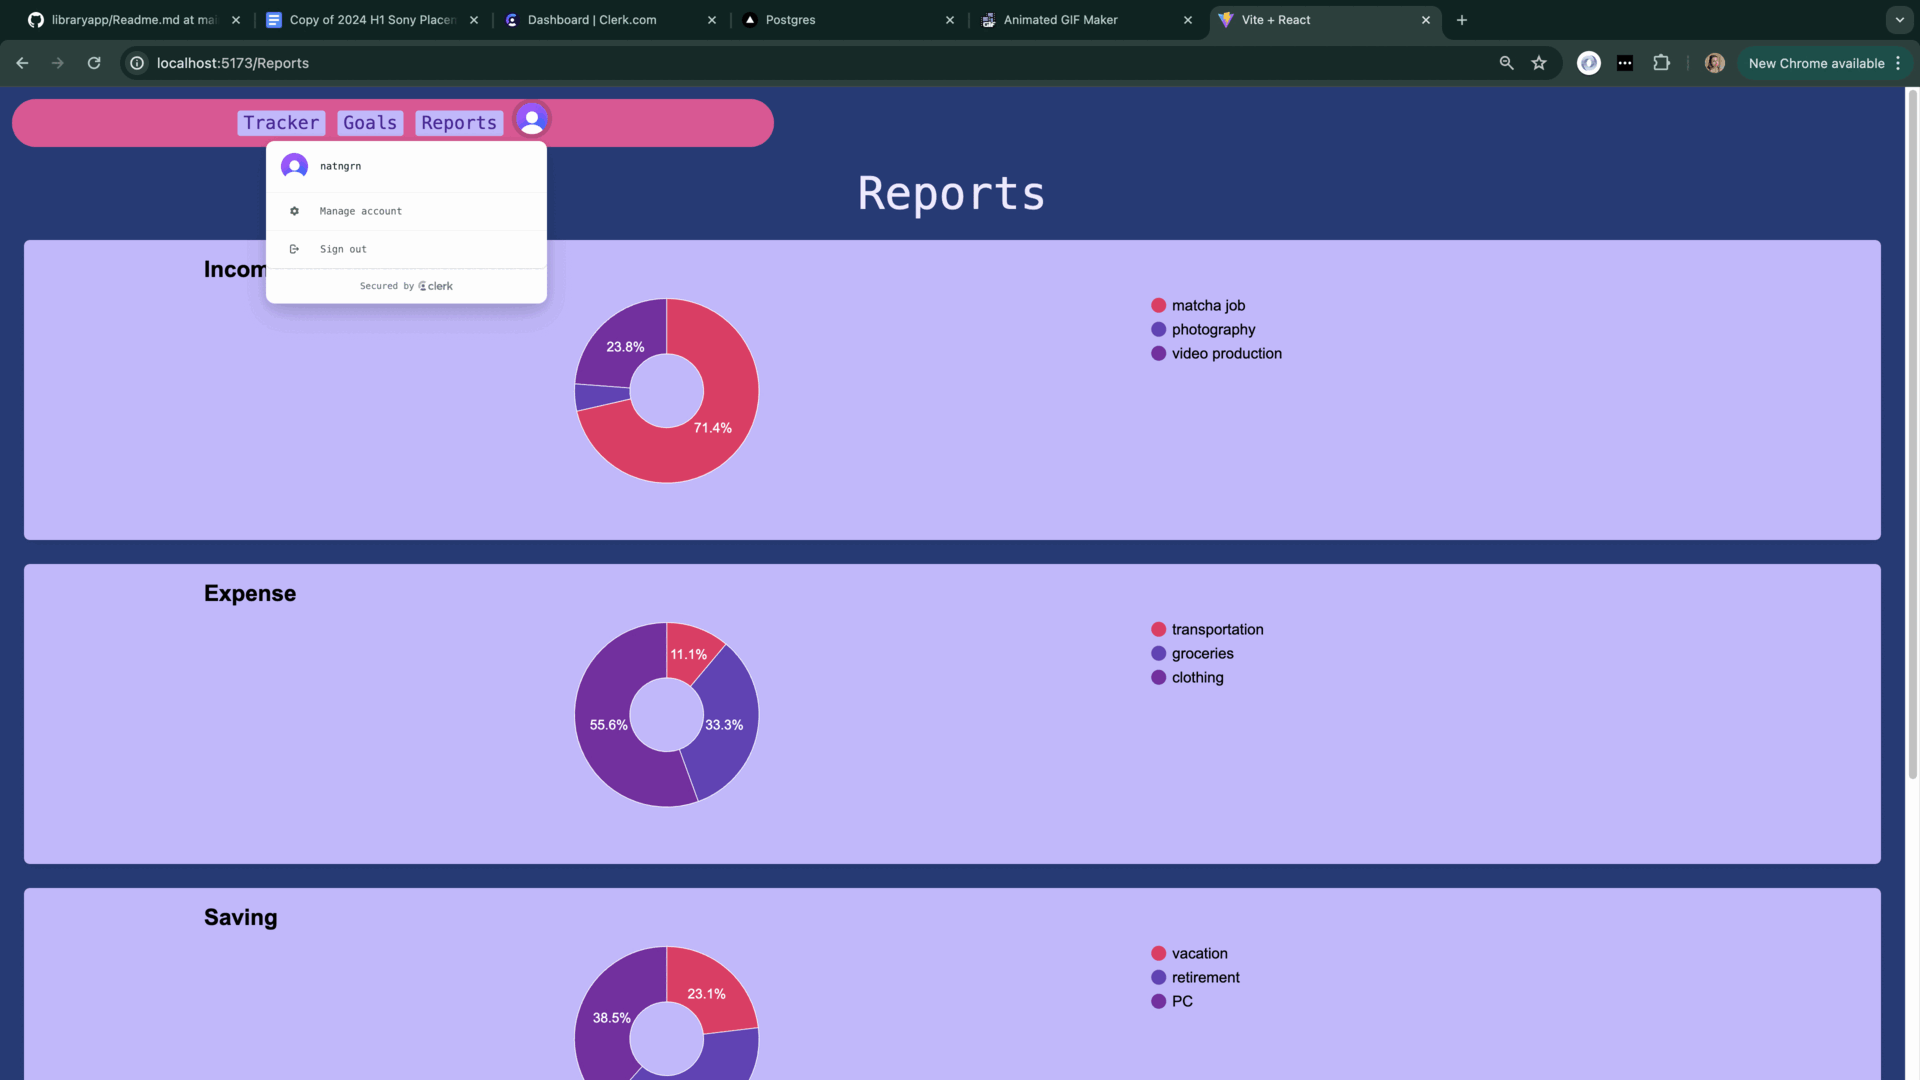 libraryapp/Readme.md at mai
Copy of 2024 H1 Sony Placem
Dashboard | Clerk.com
Postgres
Animated GIF Maker
Vite + React
localhost:5173/Reports
New Chrome available
Tracker
Goals
Reports
natngrn
Manage account
Sign out
Secured by clerk
Reports
Incom
23.8%
71.4%
matcha job
photography
video production
Expense
11.1%
55.6%
33.3%
transportation
groceries
clothing
Saving
23.1%
38.5%
vacation
retirement
PC